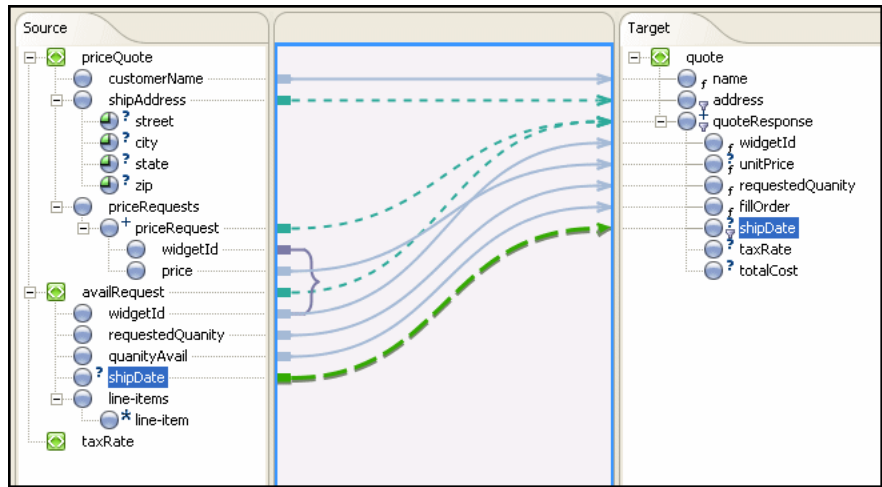 Source
priceQuote
customerName
shipAddress
? street
? city
? state
? zip
priceRequests
+ priceRequest
widgetId
price
availRequest
widgetId
requestedQuanity
quanityAvail
? shipDate
line-items
* line-item
taxRate
Target
quote
f name
address
+ quoteResponse
f widgetId
? f unitPrice
f requestedQuanity
f fillOrder
? shipDate
? taxRate
? totalCost